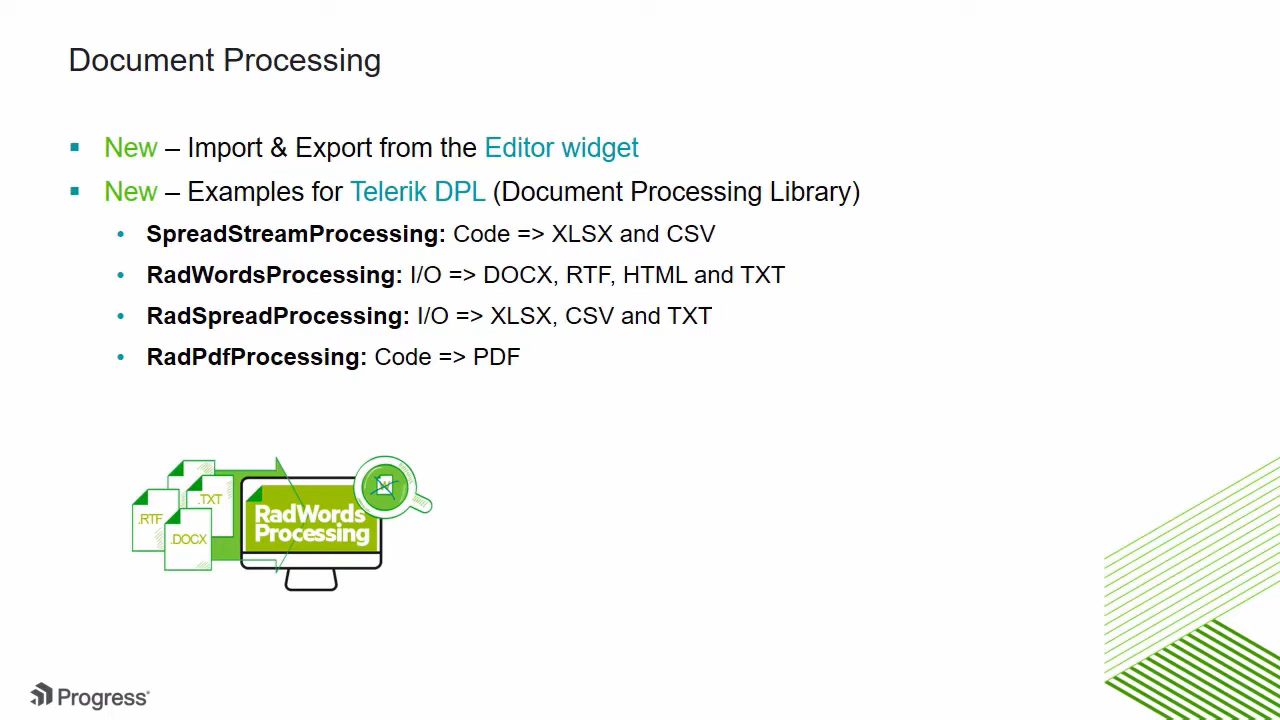 Document Processing
New – Import & Export from the Editor widget
New – Examples for Telerik DPL (Document Processing Library)
SpreadStreamProcessing: Code => XLSX and CSV
RadWordsProcessing: I/O => DOCX, RTF, HTML and TXT
RadSpreadProcessing: I/O => XLSX, CSV and TXT
RadPdfProcessing: Code => PDF
.TXT
.RTF
.DOCX
RadWords
Processing
W
Progress